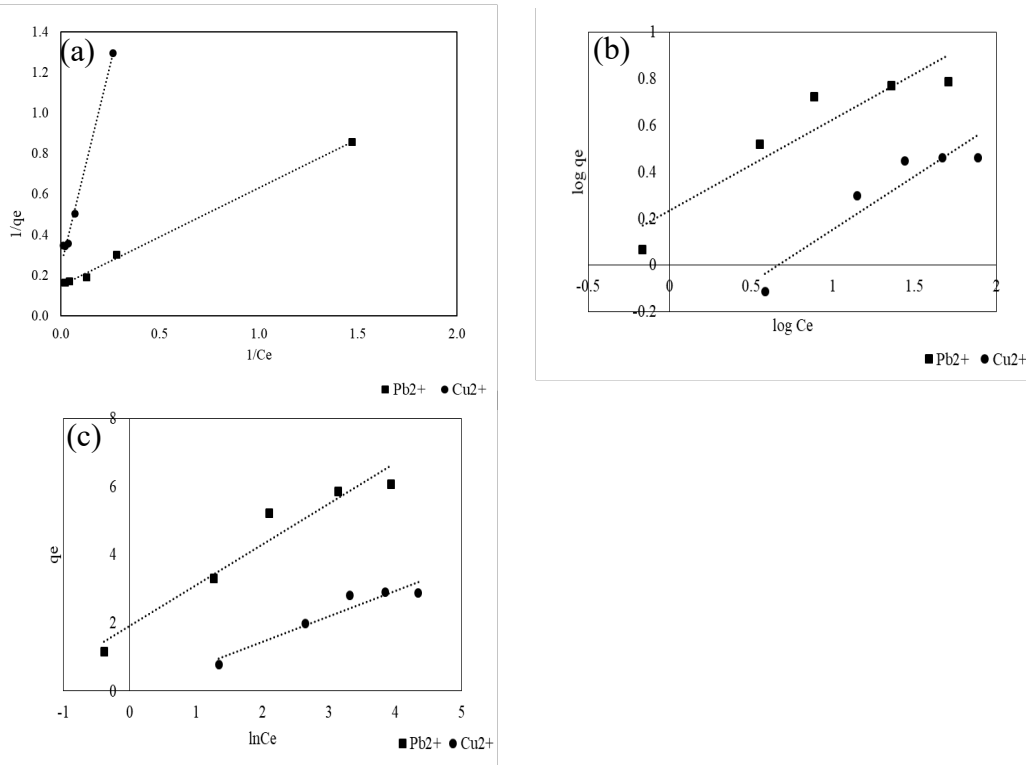 (a)
1.4
1.2
1.0
0.8
0.6
0.4
0.2
0.0
0.0 0.5 1.0 1.5 2.0
1/qe
1/Ce
Pb2+ Cu2+
(b)
1
0.8
0.6
0.4
0.2
0
-0.2
-0.5 0 0.5 1 1.5 2
log qe
log Ce
Pb2+ Cu2+
(c)
8
6
4
2
0
-1 0 1 2 3 4 5
qe
lnCe
Pb2+ Cu2+